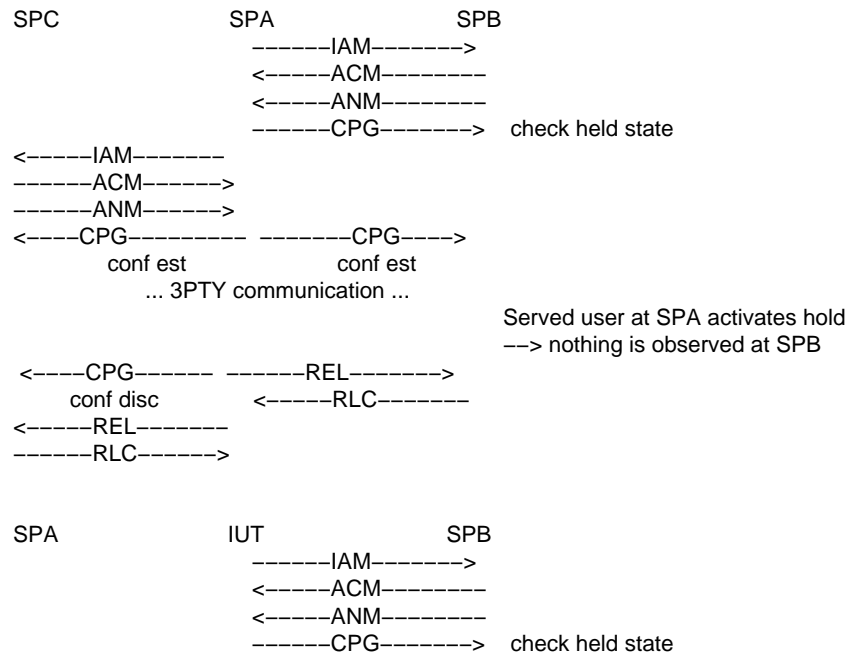 SPC SPA SPB
−−−−−−IAM−−−−−−−>
<−−−−−ACM−−−−−−−−
<−−−−−ANM−−−−−−−−
−−−−−−CPG−−−−−−−> check held state
<−−−−−IAM−−−−−−−
−−−−−−ACM−−−−−−>
−−−−−−ANM−−−−−−>
<−−−−CPG−−−−−−−−− −−−−−−−CPG−−−−>
conf est conf est
... 3PTY communication ...
Served user at SPA activates hold
−−> nothing is observed at SPB
<−−−−CPG−−−−−− −−−−−−REL−−−−−−−>
conf disc <−−−−−RLC−−−−−−−
<−−−−−REL−−−−−−−
−−−−−−RLC−−−−−−>
SPA IUT SPB
−−−−−−IAM−−−−−−−>
<−−−−−ACM−−−−−−−−
<−−−−−ANM−−−−−−−−
−−−−−−CPG−−−−−−−> check held state